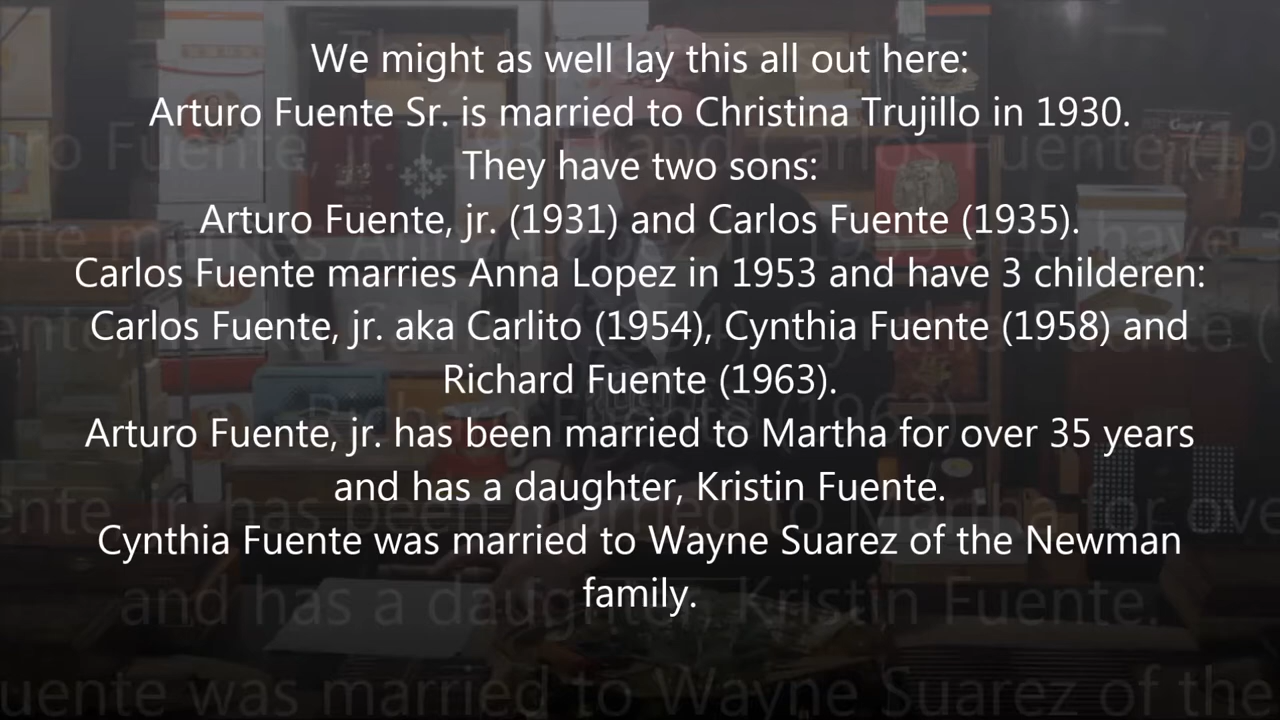 We might as well lay this all out here:
Arturo Fuente Sr. is married to Christina Trujillo in 1930.
They have two sons:
Arturo Fuente, jr. (1931) and Carlos Fuente (1935).
Carlos Fuente marries Anna Lopez in 1953 and have 3 childeren:
Carlos Fuente, jr. aka Carlito (1954), Cynthia Fuente (1958) and
Richard Fuente (1963).
Arturo Fuente, jr. has been married to Martha for over 35 years
and has a daughter, Kristin Fuente.
Cynthia Fuente was married to Wayne Suarez of the Newman
family.